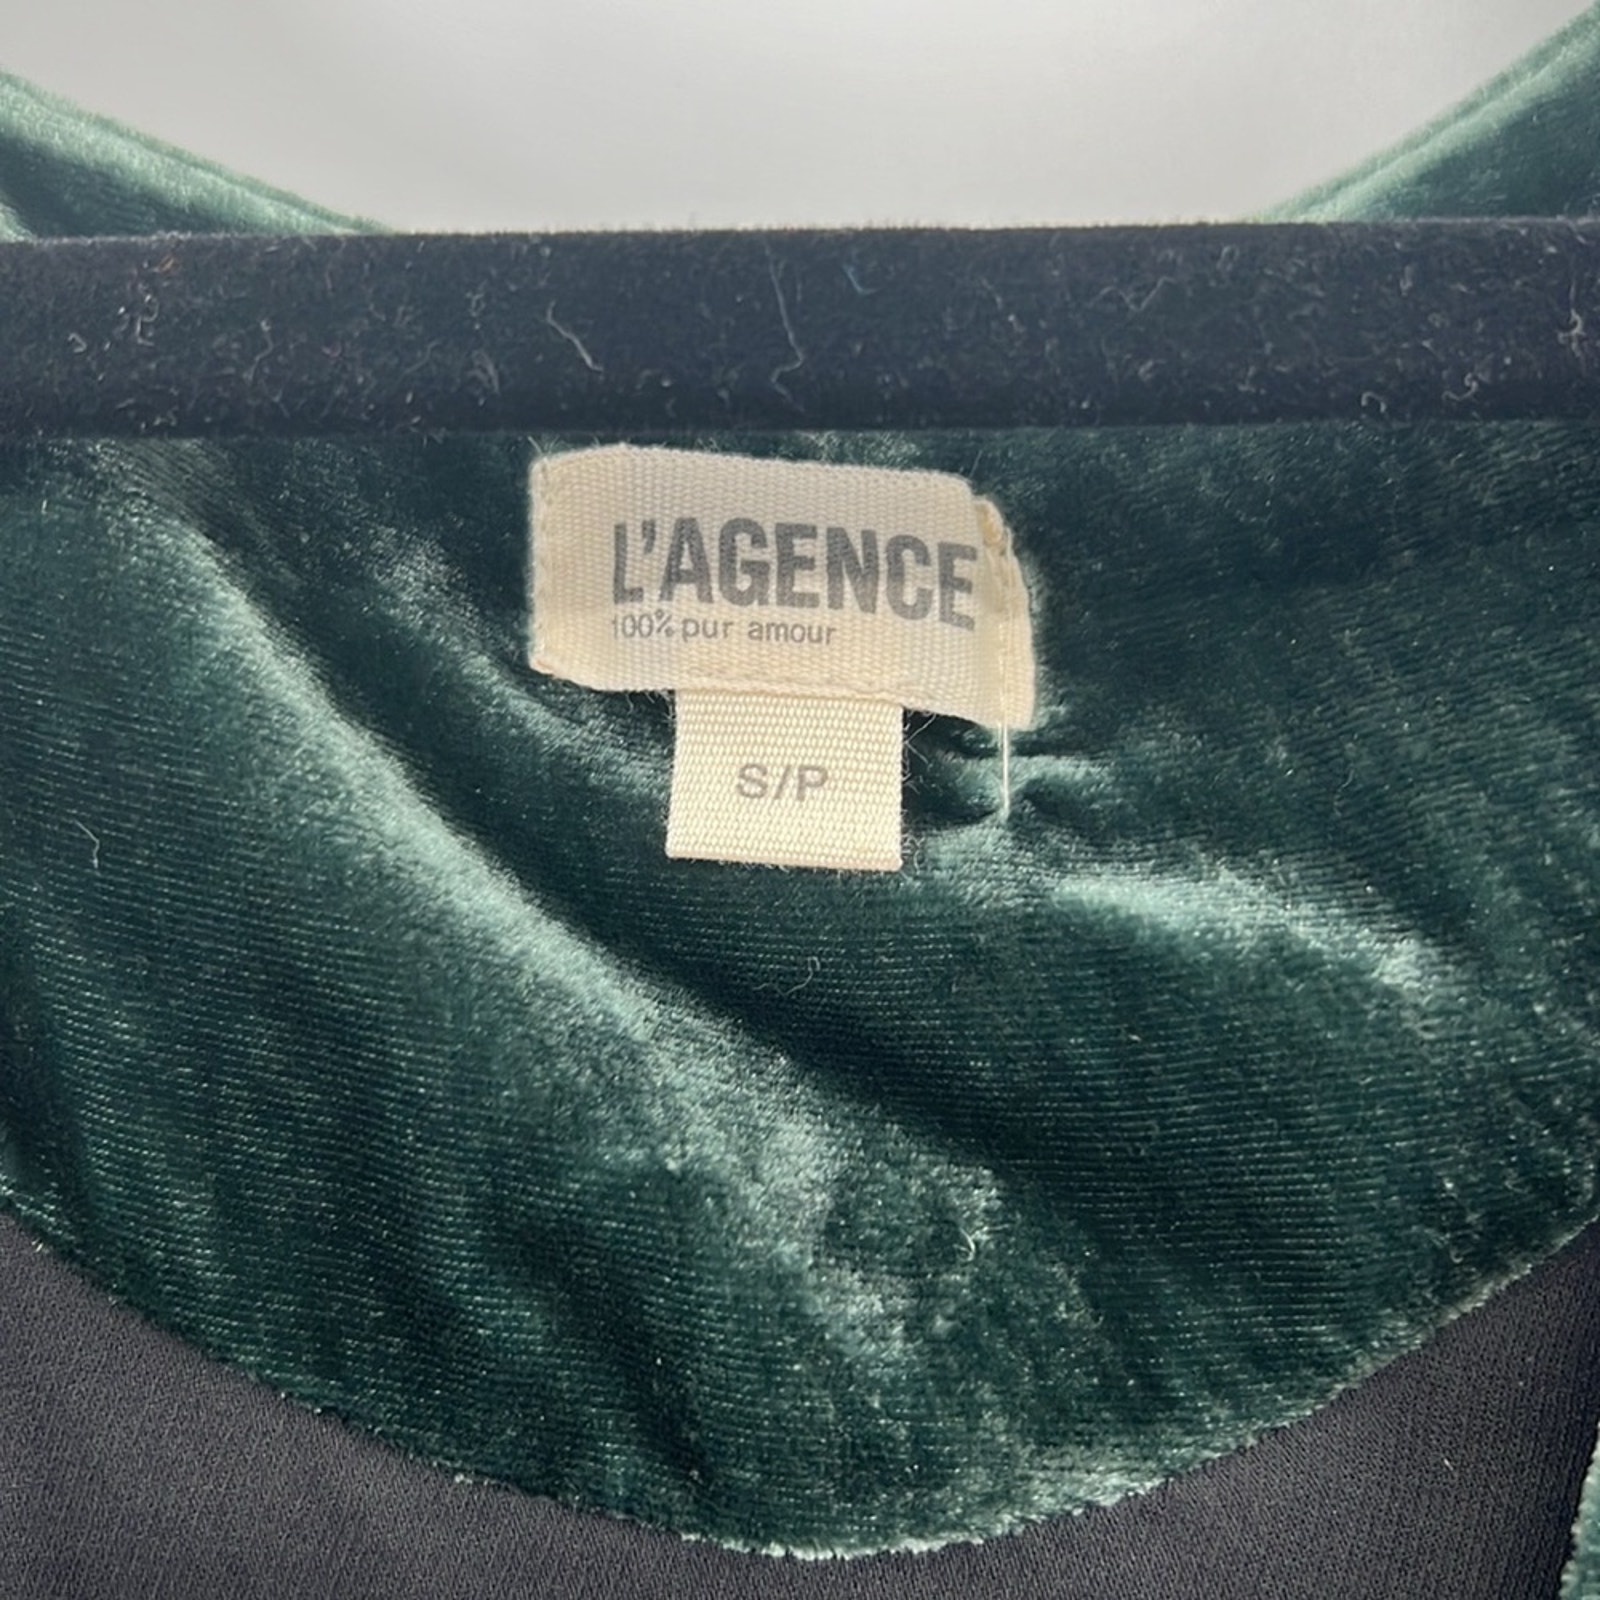 L'AGENCE
100% pur amour
S/P